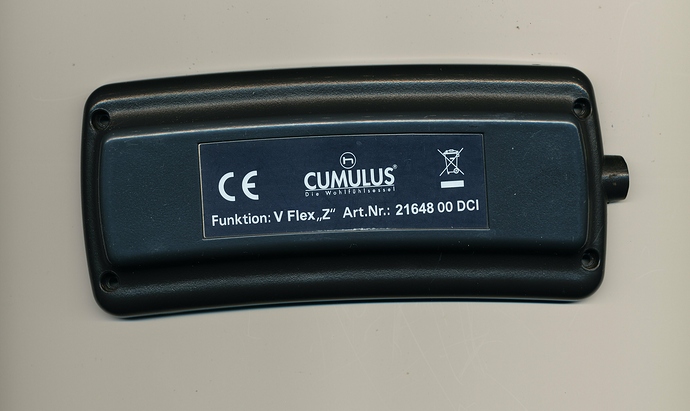 CE
h
CUMULUS®
Die Wohlfühlsessel
Funktion: V Flex„Z“ Art.Nr.: 21648 00 DCI